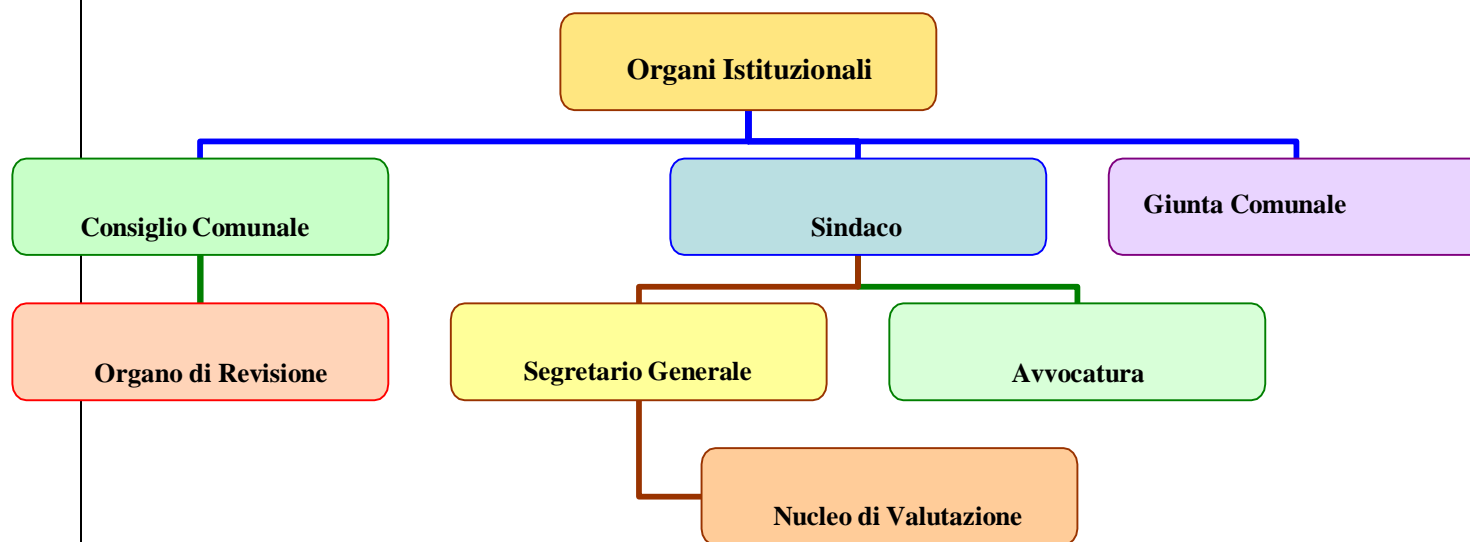 Organi Istituzionali
Consiglio Comunale
Sindaco
Giunta Comunale
Organo di Revisione
Segretario Generale
Avvocatura
Nucleo di Valutazione